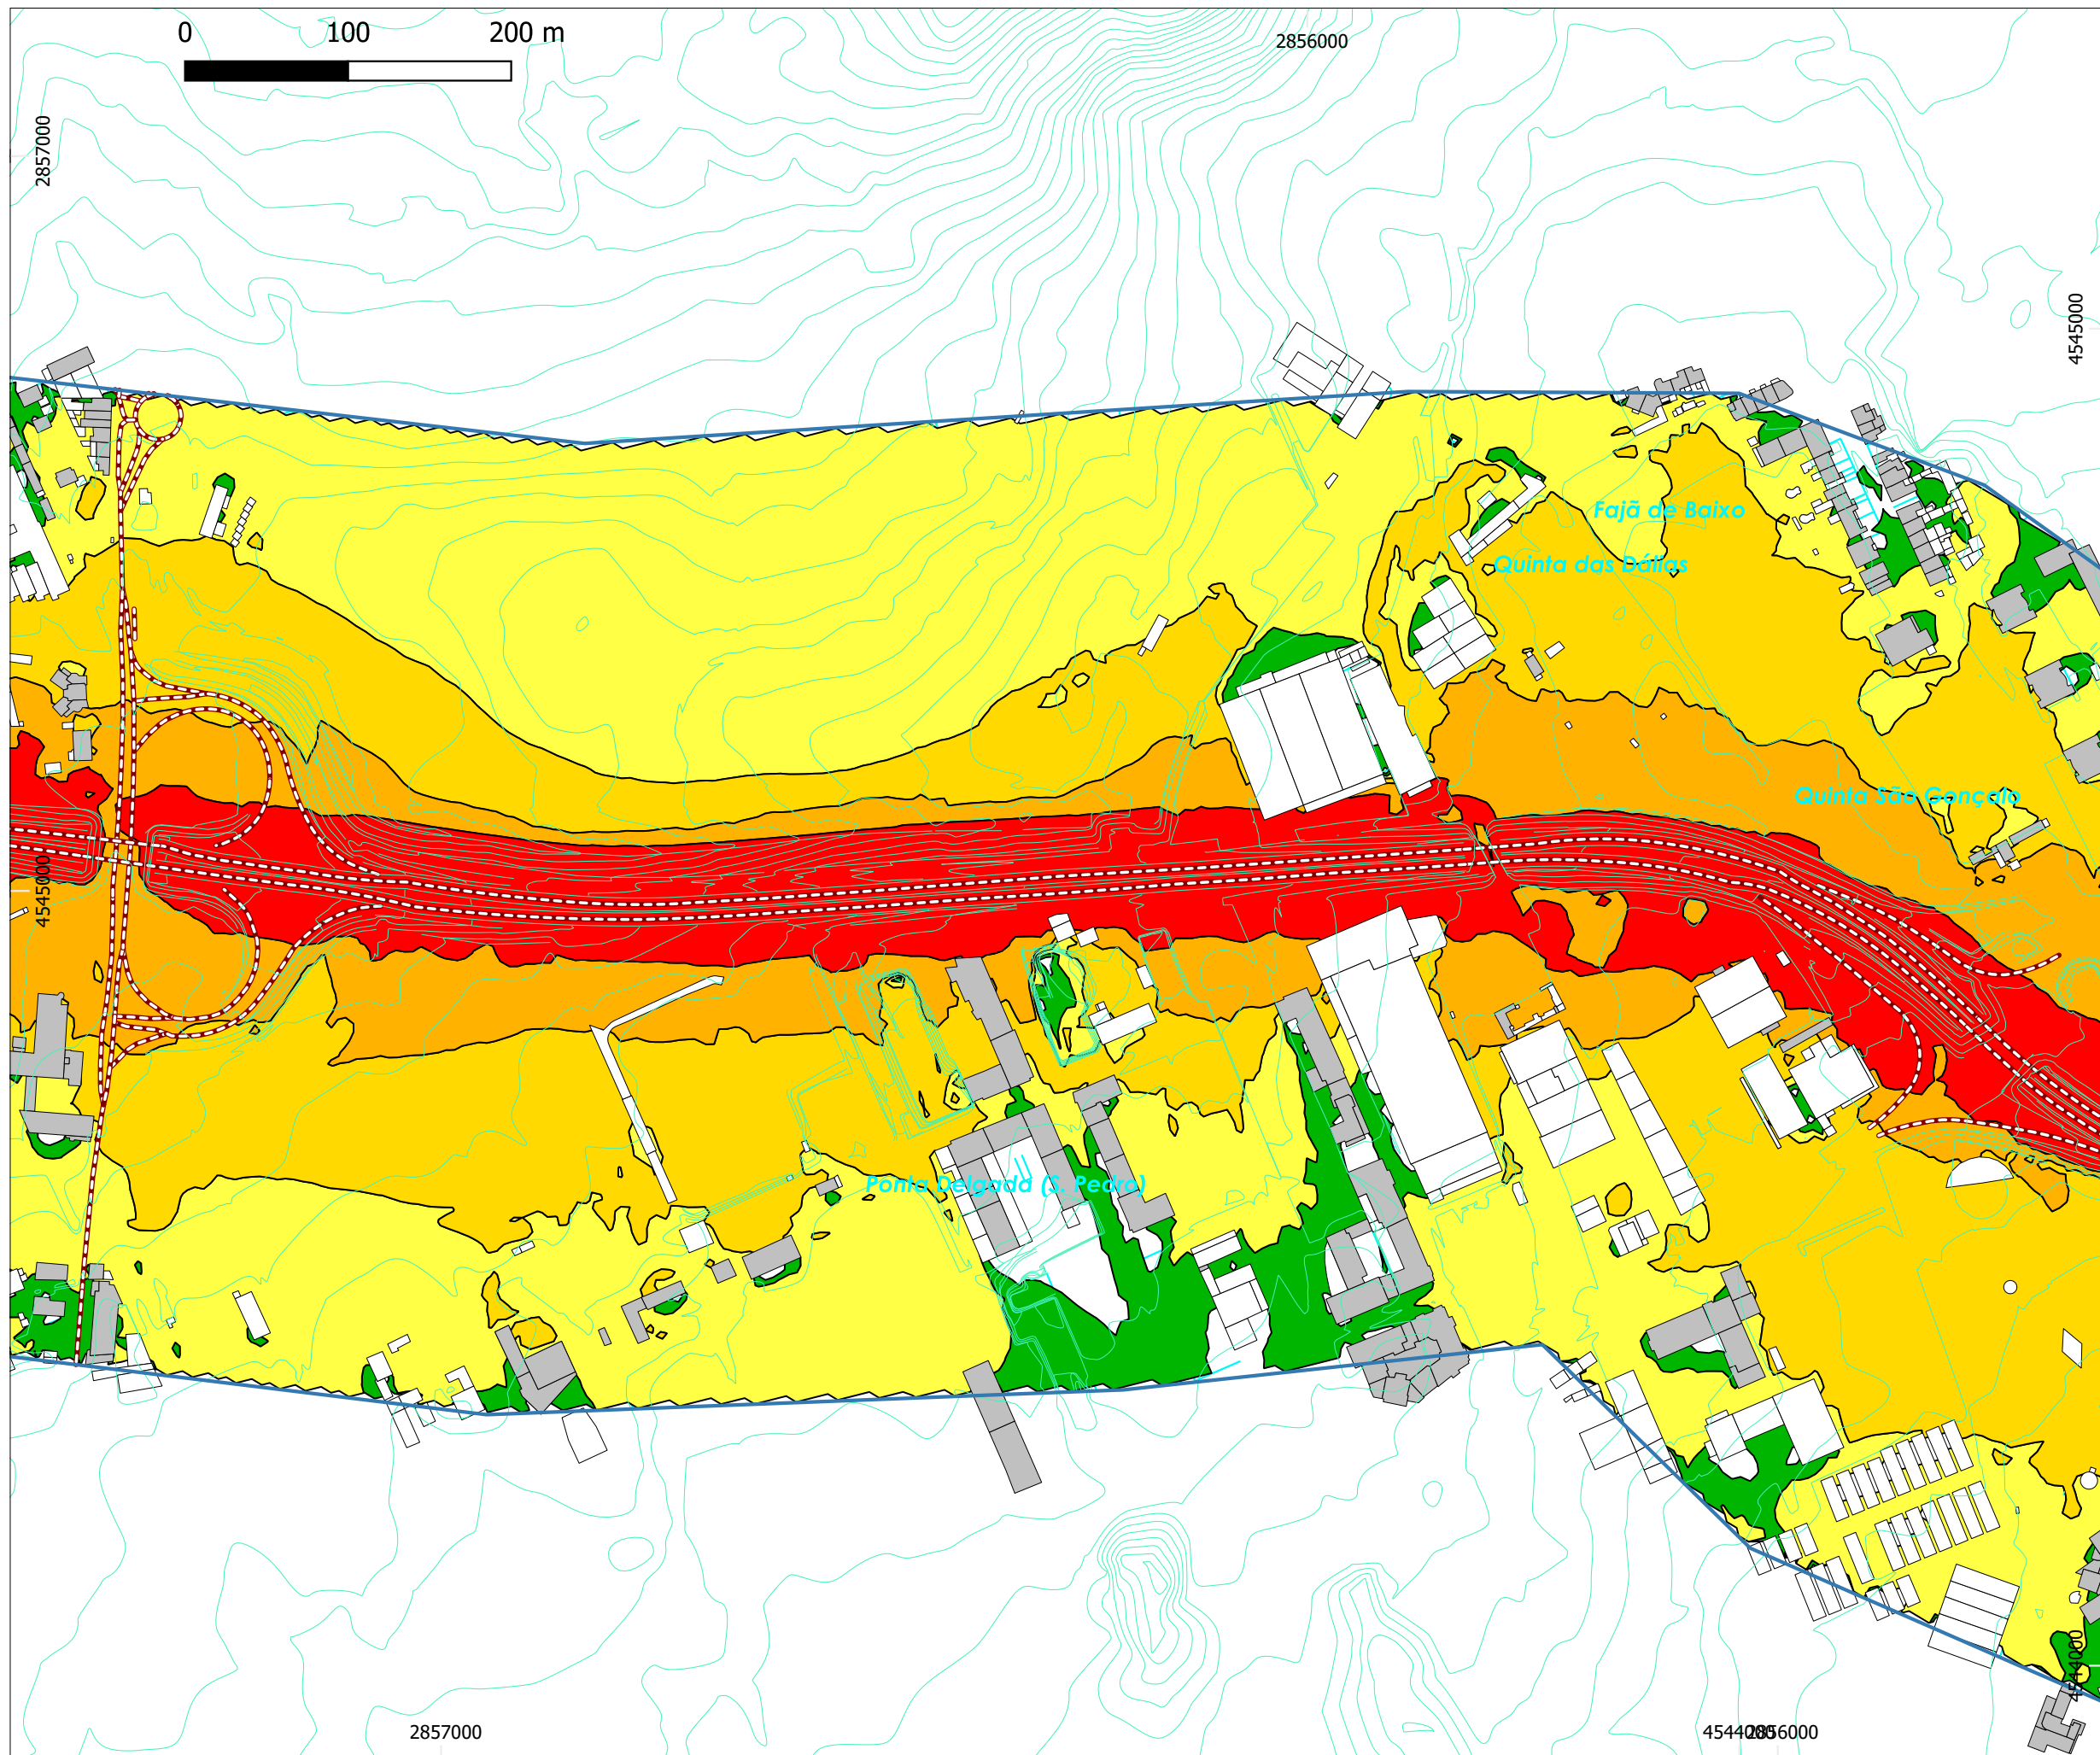 0 100 200 m
2856000
2857000
4545000
Fajã de Baixo
Quinta das Dálias
Quinta São Gonçalo
4545000
Ponta Delgada (S. Pedro)
4544000
2857000
4544000
2856000